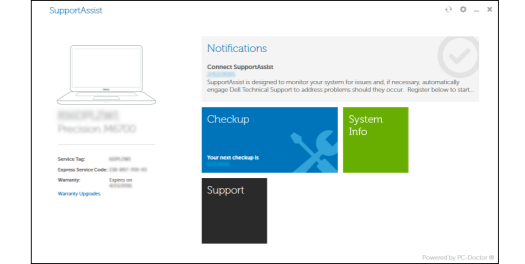 SupportAssist
Notifications
Connect SupportAssist
SupportAssist is designed to monitor your system for issues and, if necessary, automatically
engage Dell Technical Support to address problems should they occur. Register below to start...
Precision M6700
Checkup
System
Info
Your next checkup is
Service Tag:
Express Service Code:
Warranty: Expires on
Warranty Upgrades
Support
Powered by PC-Doctor ®